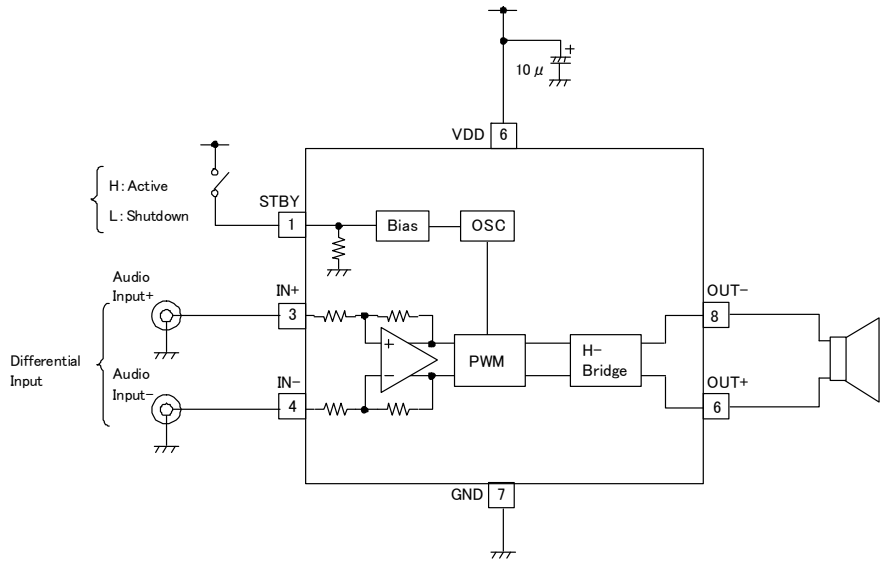 +
10μ
VDD 6
H: Active
L: Shutdown
STBY
1
Bias
OSC
Audio
Input+
IN+
3
OUT-
8
+
PWM
H-
Bridge
Differential
Input
Audio
Input-
IN-
4
−
OUT+
6
GND 7